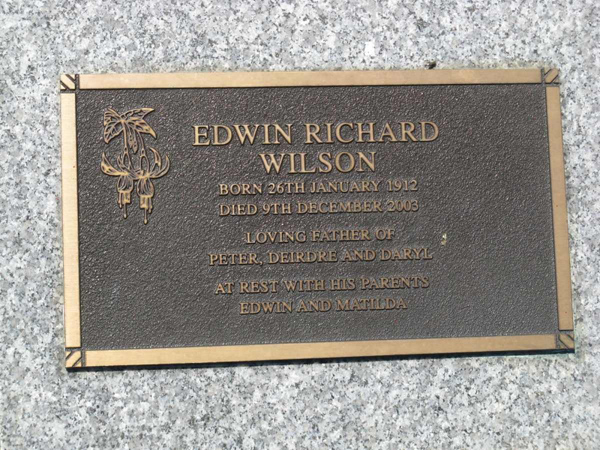 EDWIN RICHARD
WILSON
BORN 26TH JANUARY 1912
DIED 9TH DECEMBER 2003
LOVING FATHER OF
PETER, DEIRDRE AND DARYL
AT REST WITH HIS PARENTS
EDWIN AND MATILDA